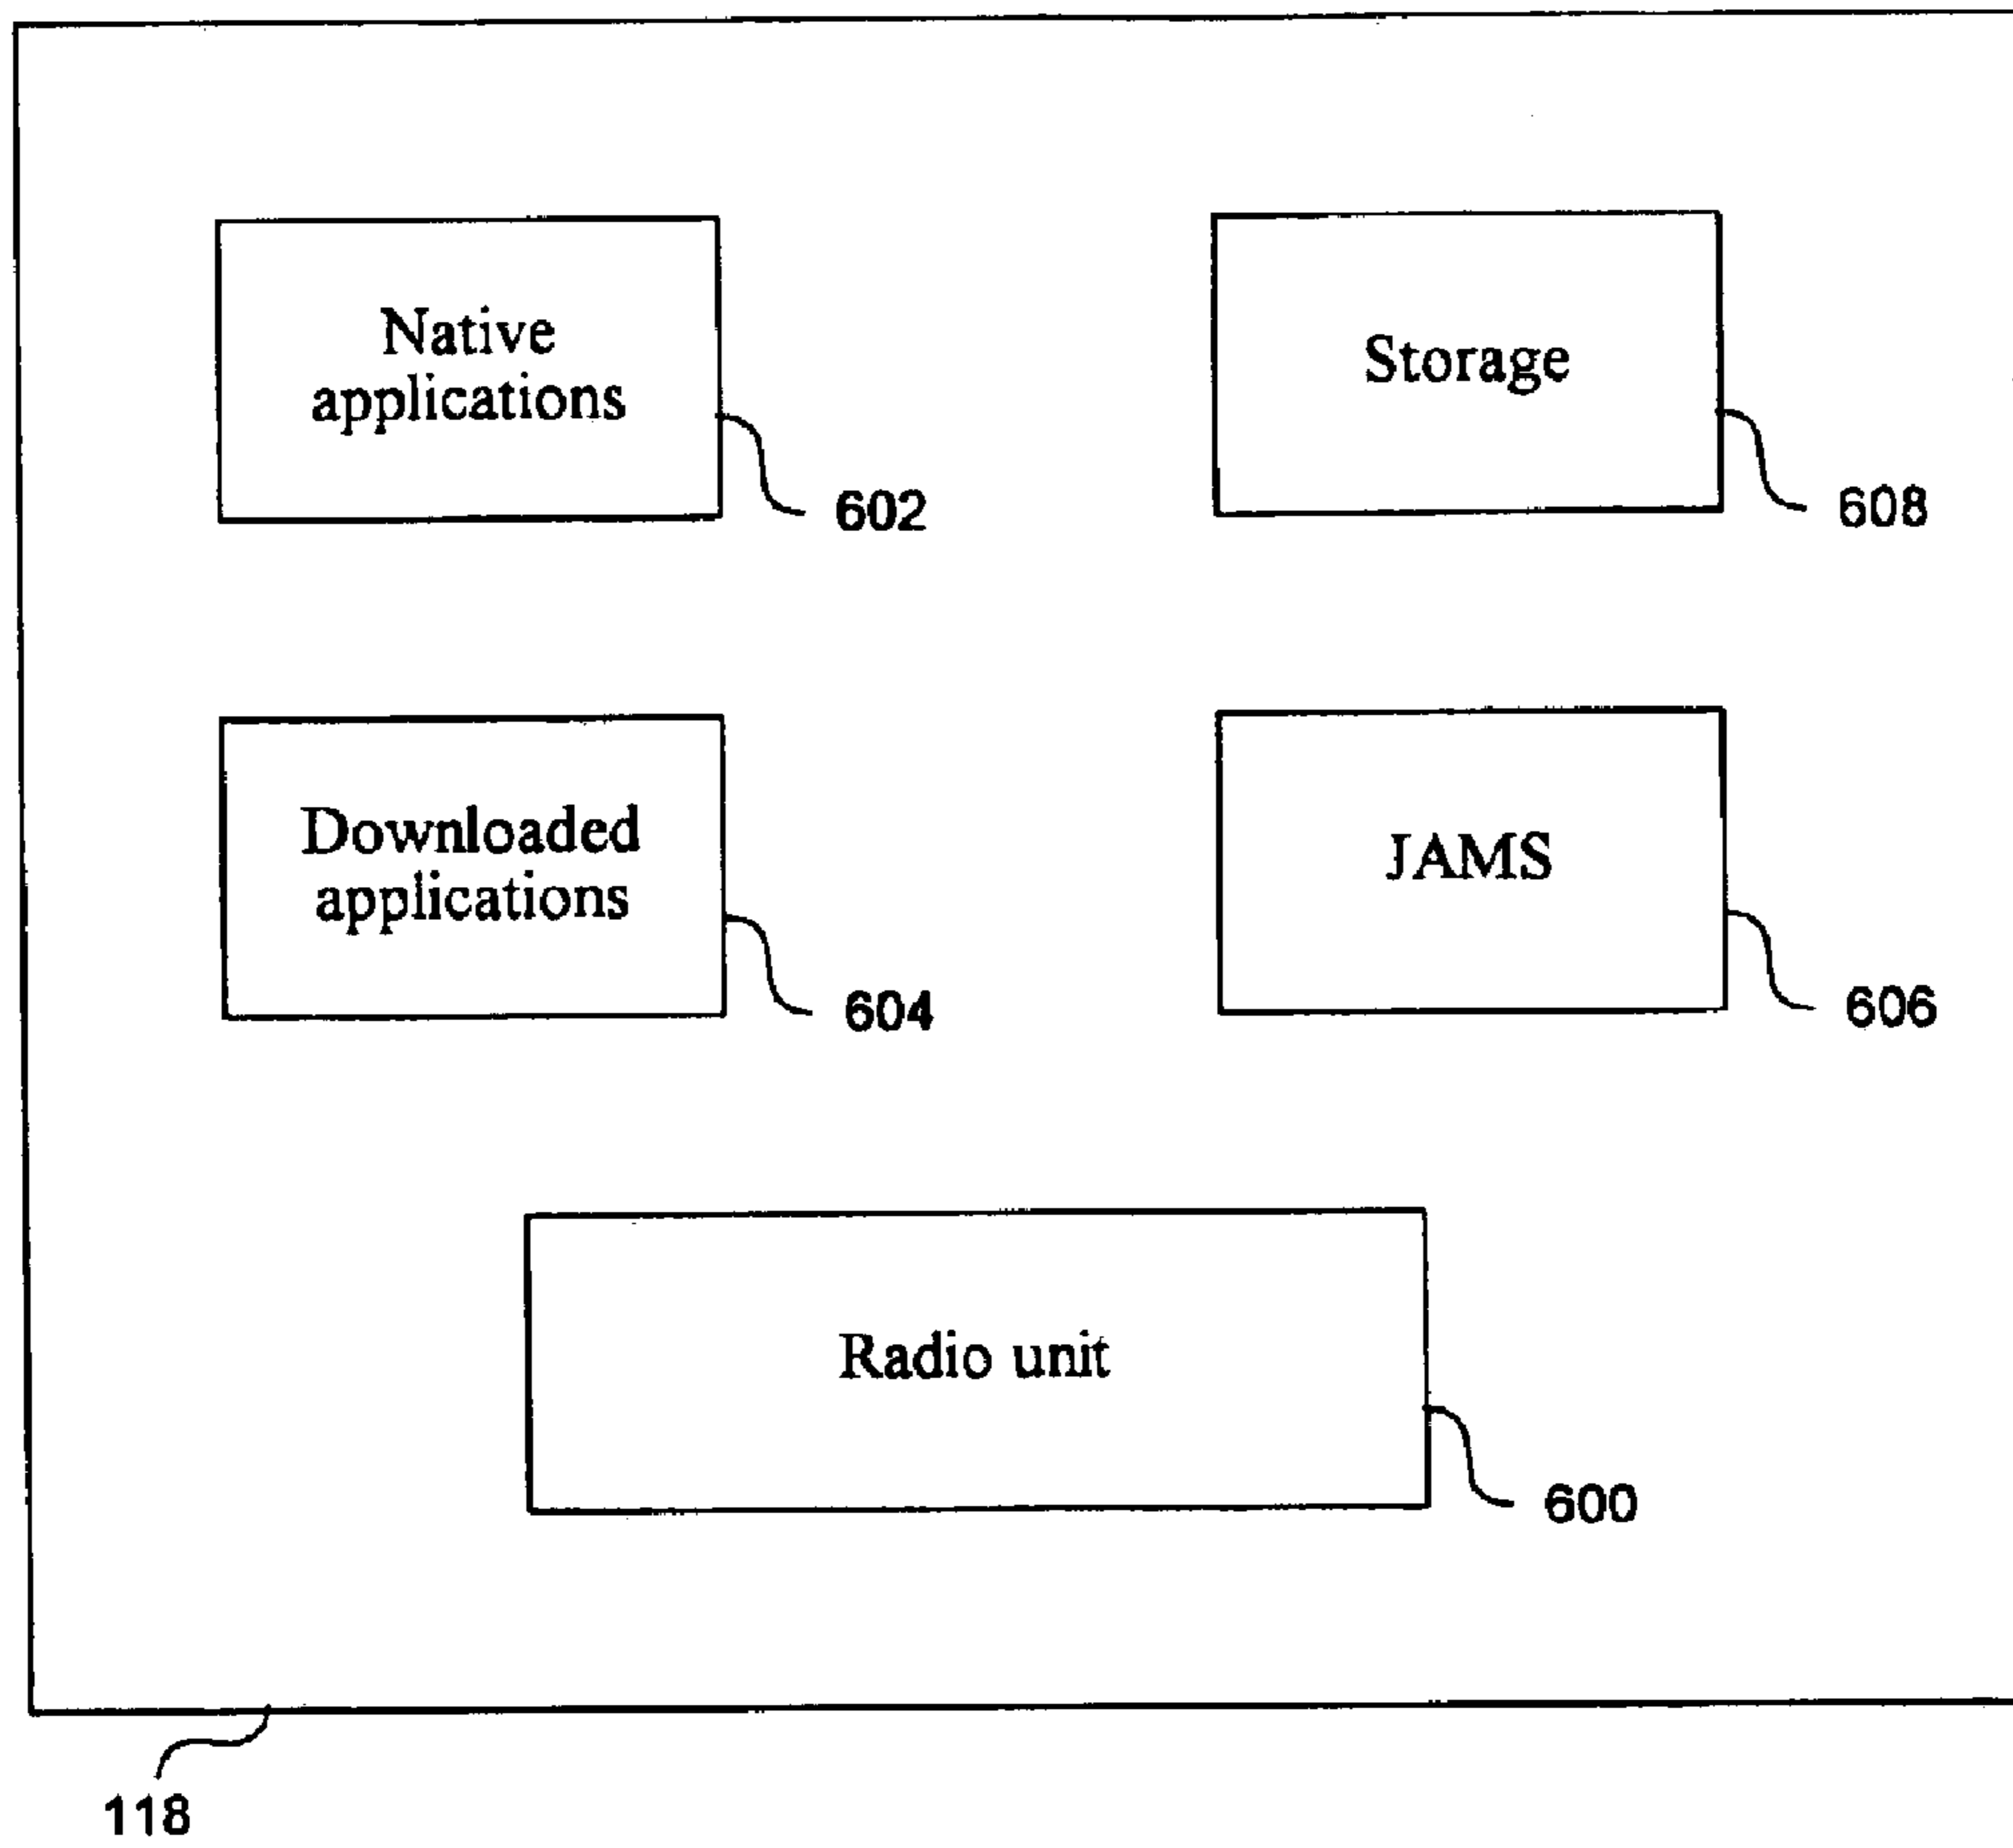 Native
applications
602
Storage
608
Downloaded
applications
604
JAMS
606
Radio unit
600
118